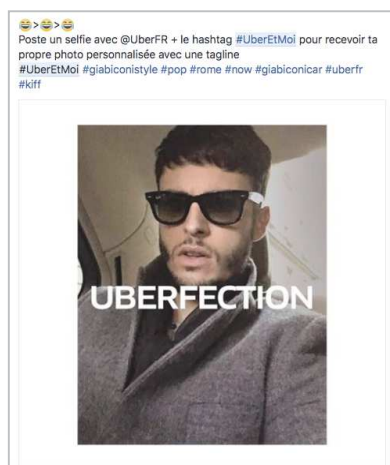 😂>😂>😂
Poste un selfie avec @UberFR + le hashtag #UberEtMoi pour recevoir ta
propre photo personnalisée avec une tagline
#UberEtMoi #giabiconistyle #pop #rome #now #giabiconicar #uberfr
#kiff
UBERFECTION